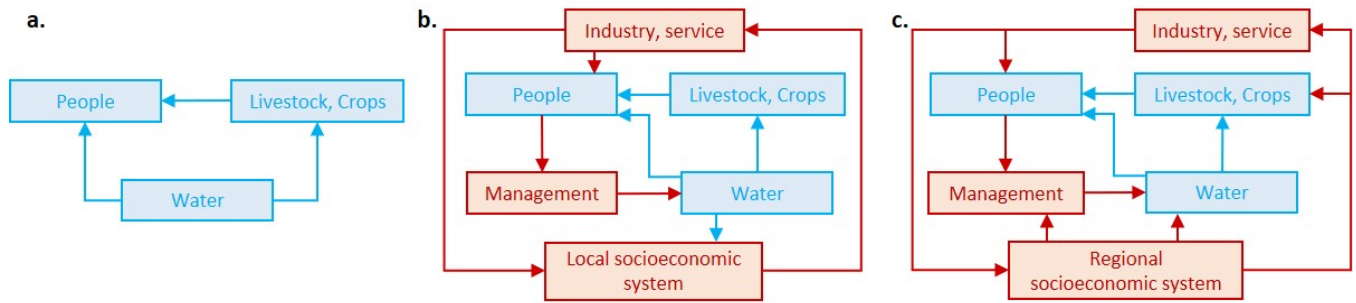 a.
People
Livestock, Crops
Water
b.
Industry, service
People
Livestock, Crops
Management
Water
Local socioeconomic
system
c.
Industry, service
People
Livestock, Crops
Management
Water
Regional
socioeconomic system